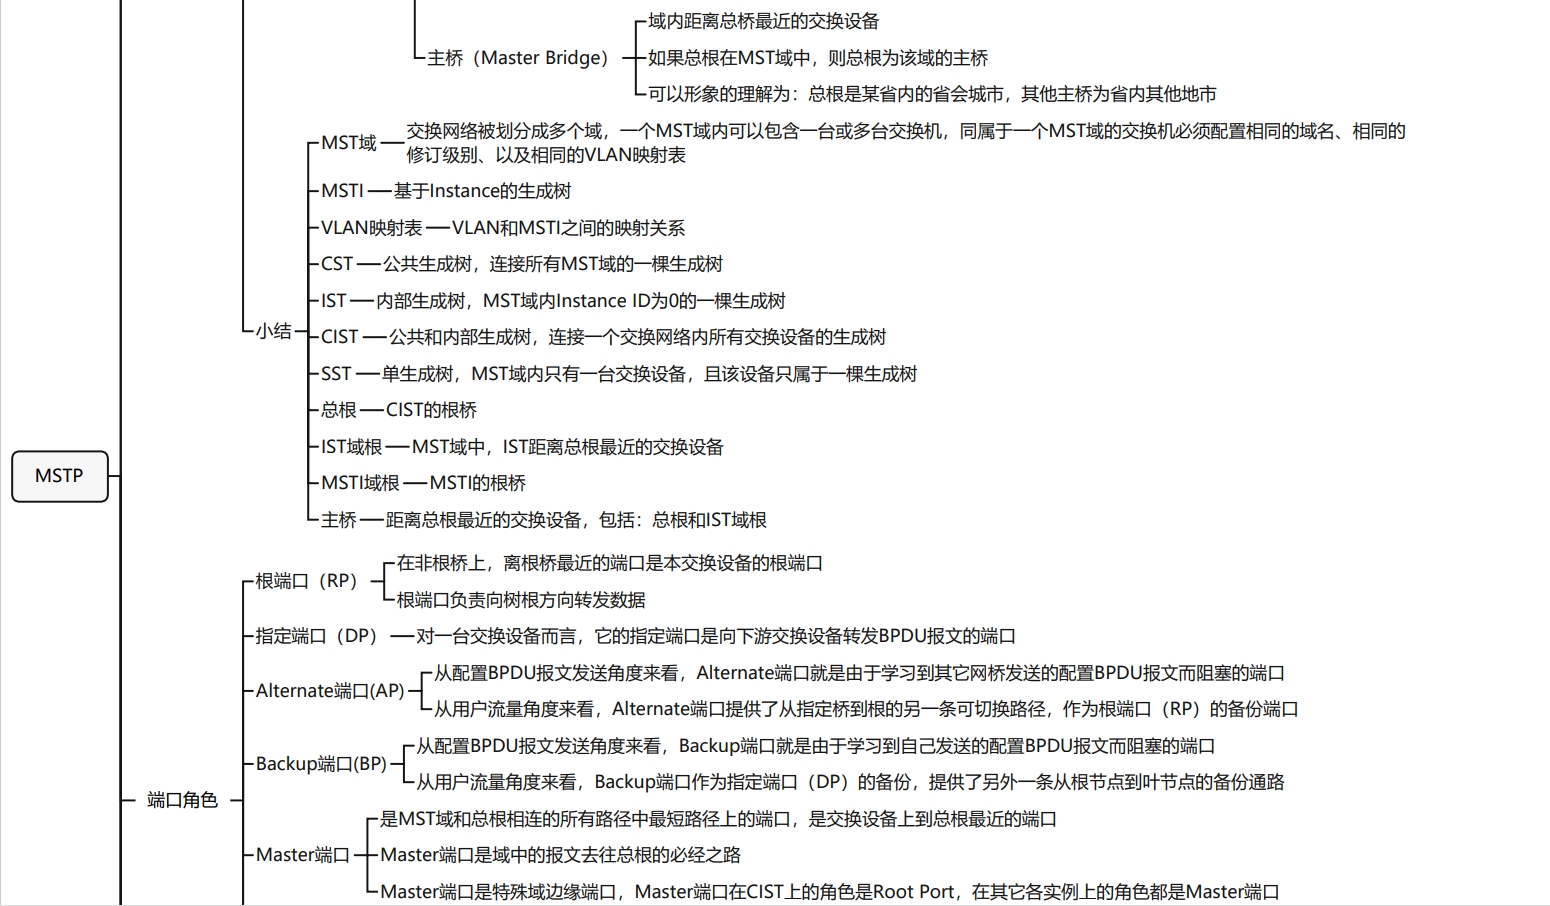 域内距离总桥最近的交换设备
主桥（Master Bridge）
如果总根在MST域中，则总根为该域的主桥
可以形象的理解为：总根是某省内的省会城市，其他主桥为省内其他地市
MST域
交换网络被划分成多个域，一个MST域内可以包含一台或多台交换机，同属于一个MST域的交换机必须配置相同的域名、相同的
修订级别、以及相同的VLAN映射表
MSTI
基于Instance的生成树
VLAN映射表
VLAN和MSTI之间的映射关系
CST
公共生成树，连接所有MST域的一棵生成树
IST
内部生成树，MST域内Instance ID为0的一棵生成树
小结
CIST
公共和内部生成树，连接一个交换网络内所有交换设备的生成树
SST
单生成树，MST域内只有一台交换设备，且该设备只属于一棵生成树
总根
CIST的根桥
IST域根
MST域中，IST距离总根最近的交换设备
MSTP
MSTI域根
MSTI的根桥
主桥
距离总根最近的交换设备，包括：总根和IST域根
根端口（RP）
在非根桥上，离根桥最近的端口是本交换设备的根端口
根端口负责向树根方向转发数据
指定端口（DP）
对一台交换设备而言，它的指定端口是向下游交换设备转发BPDU报文的端口
Alternate端口(AP)
从配置BPDU报文发送角度来看，Alternate端口就是由于学习到其它网桥发送的配置BPDU报文而阻塞的端口
从用户流量角度来看，Alternate端口提供了从指定桥到根的另一条可切换路径，作为根端口（RP）的备份端口
Backup端口(BP)
从配置BPDU报文发送角度来看，Backup端口就是由于学习到自己发送的配置BPDU报文而阻塞的端口
从用户流量角度来看，Backup端口作为指定端口（DP）的备份，提供了另外一条从根节点到叶节点的备份通路
端口角色
Master端口
是MST域和总根相连的所有路径中最短路径上的端口，是交换设备上到总根最近的端口
Master端口是域中的报文去往总根的必经之路
Master端口是特殊域边缘端口，Master端口在CIST上的角色是Root Port，在其它各实例上的角色都是Master端口